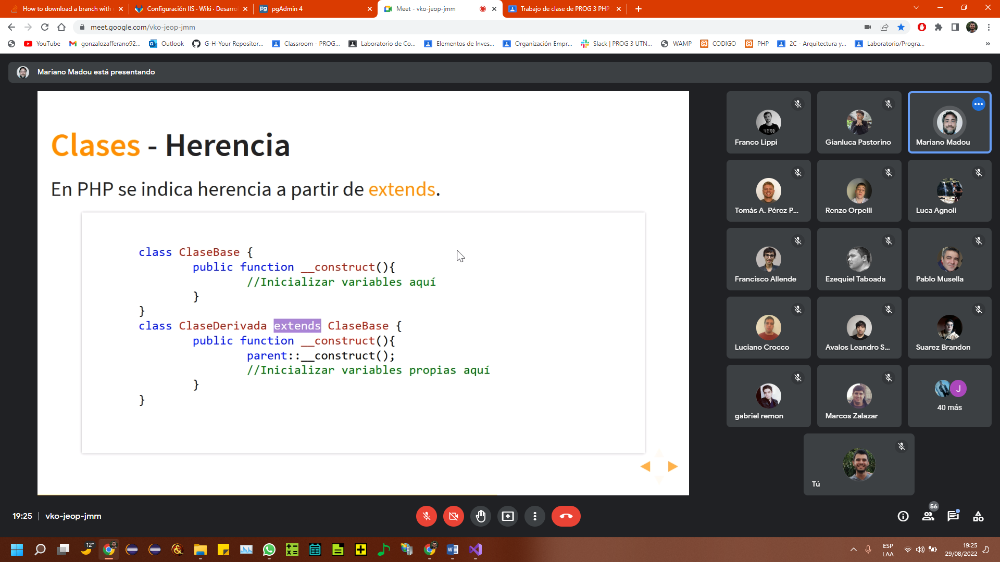 How to download a branch with
Configuración IIS · Wiki · Desarro
pgAdmin 4
Meet - vko-jeop-jmm
Trabajo de clase de PROG 3 PHP
meet.google.com/vko-jeop-jmm
YouTube
gonzalozafferano92...
Outlook
G-H-Your Repositor...
Classroom - PROG...
Laboratorio de Co...
Elementos de Inves...
Organización Empr...
Slack | PROG 3 UTN...
WAMP
CODIGO
PHP
2C - Arquitectura y...
Laboratorio/Progra...
»
Mariano Madou está presentando
Clases - Herencia
En PHP se indica herencia a partir de extends.
class ClaseBase {
public function __construct(){
//Inicializar variables aquí
}
}
class ClaseDerivada extends ClaseBase {
public function __construct(){
parent::__construct();
//Inicializar variables propias aquí
}
}
Franco Lippi
Gianluca Pastorino
Mariano Madou
Tomás A. Pérez P...
Renzo Orpelli
Luca Agnoli
Francisco Allende
Ezequiel Taboada
Pablo Musella
Luciano Crocco
Avalos Leandro S...
Suarez Brandon
gabriel remon
Marcos Zalazar
J
40 más
Tú
19:25 | vko-jeop-jmm
56
12°
ESP
LAA
19:25
29/08/2022